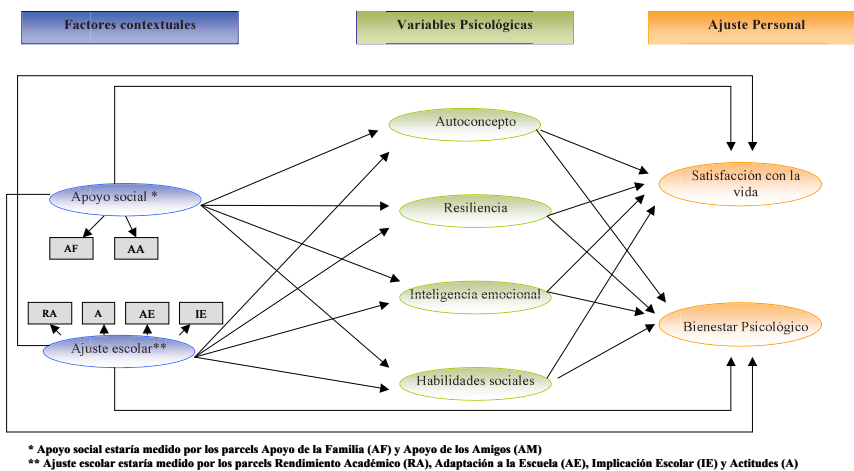 Factores contextuales
Variables Psicológicas
Ajuste Personal
Autoconcepto
Satisfacción con la
vida
Apoyo social *
Resiliencia
AF
AA
Inteligencia emocional
RA
A
AE
IE
Bienestar Psicológico
Ajuste escolar**
Habilidades sociales
* Apoyo social estaría medido por los parcels Apoyo de la Familia (AF) y Apoyo de los Amigos (AM)
** Ajuste escolar estaría medido por los parcels Rendimiento Académico (RA), Adaptación a la Escuela (AE), Implicación Escolar (IE) y Actitudes (A)